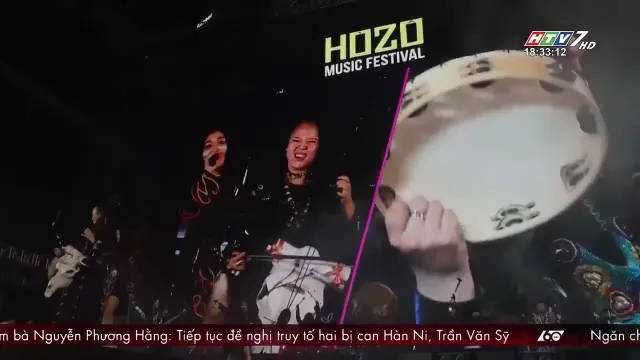 HOZO
MUSIC FESTIVAL
HTV7 HD
18:33:12
m bà Nguyễn Phương Hằng: Tiếp tục đề nghị truy tố hai bị can Hàn Ni, Trần Văn Sỹ
60
Ngăn ch